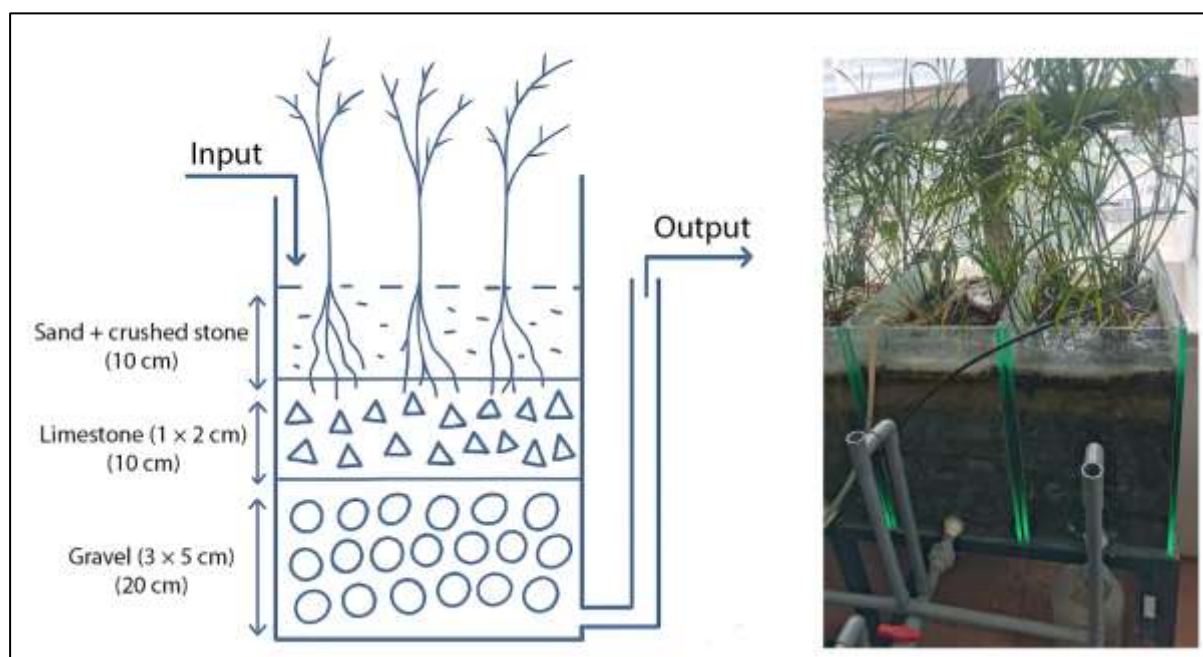 Input
Output
Sand + crushed stone
(10 cm)
Limestone (1 × 2 cm)
(10 cm)
Gravel (3 × 5 cm)
(20 cm)